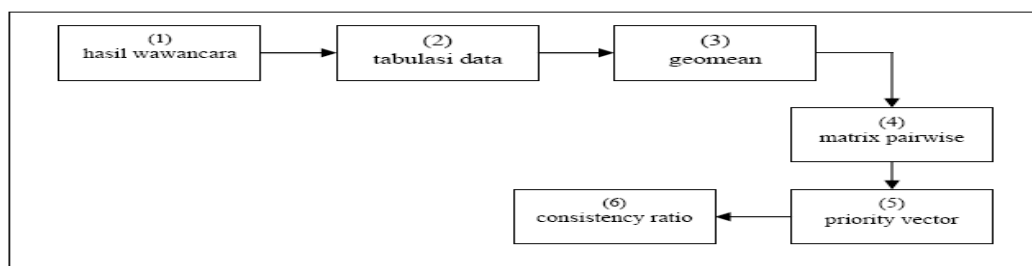 (1)
hasil wawancara
(2)
tabulasi data
(3)
geomean
(4)
matrix pairwise
(5)
priority vector
(6)
consistency ratio